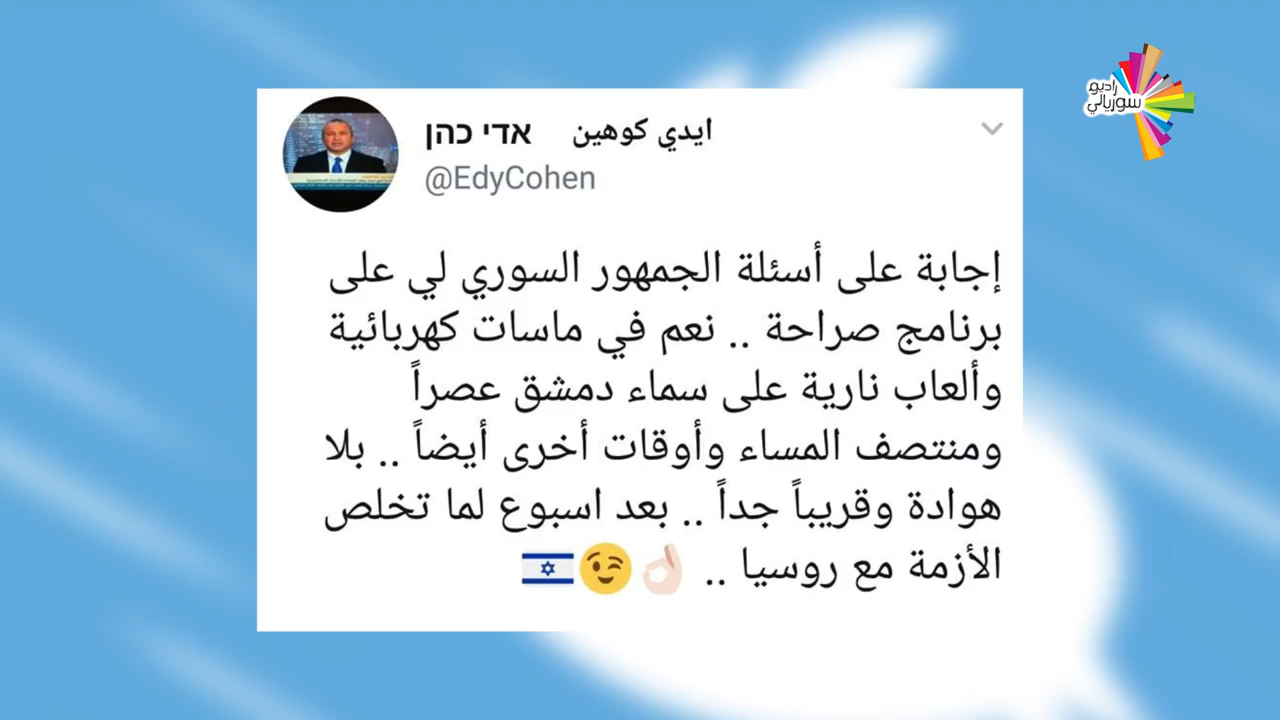 راديو
سوريالي
ايدي كوهين אדי כהן
@EdyCohen
إجابة على أسئلة الجمهور السوري لي على
برنامج صراحة .. نعم في ماسات كهربائية
وألعاب نارية على سماء دمشق عصراً
ومنتصف المساء وأوقات أخرى أيضاً .. بلا
هوادة وقريباً جداً .. بعد اسبوع لما تخلص
الأزمة مع روسيا .. 👌🏻😉🇮🇱